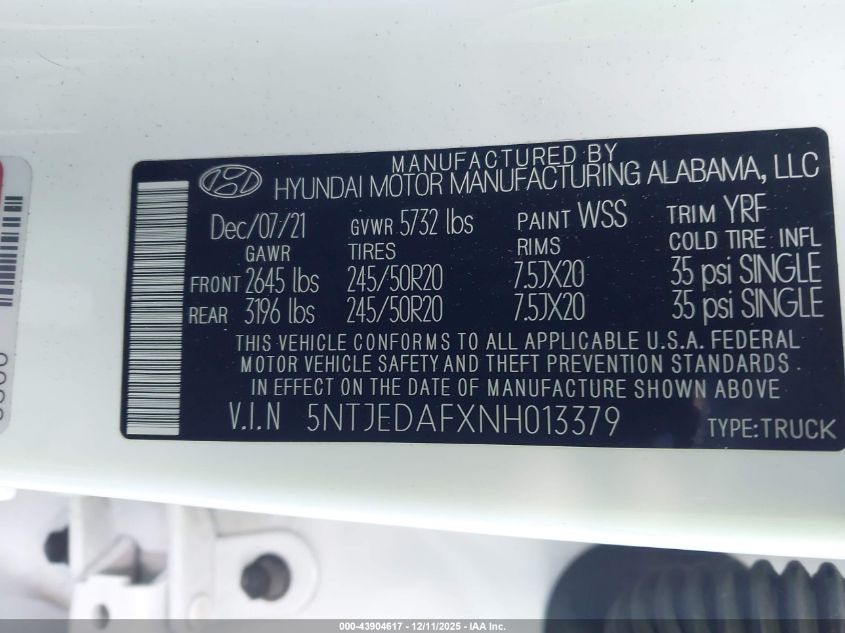 MANUFACTURED BY
HYUNDAI MOTOR MANUFACTURING ALABAMA, LLC
Dec/07/21 GVWR 5732 lbs PAINT WSS TRIM YRF
GAWR TIRES RIMS COLD TIRE INFL
FRONT 2645 lbs 245/50R20 7.5JX20 35 psi SINGLE
REAR 3196 lbs 245/50R20 7.5JX20 35 psi SINGLE
THIS VEHICLE CONFORMS TO ALL APPLICABLE U.S.A. FEDERAL
MOTOR VEHICLE SAFETY AND THEFT PREVENTION STANDARDS
IN EFFECT ON THE DATE OF MANUFACTURE SHOWN ABOVE
V.I.N 5NTJEDAFXNH013379 TYPE:TRUCK
000-43904617 - 12/11/2025 - IAA Inc.